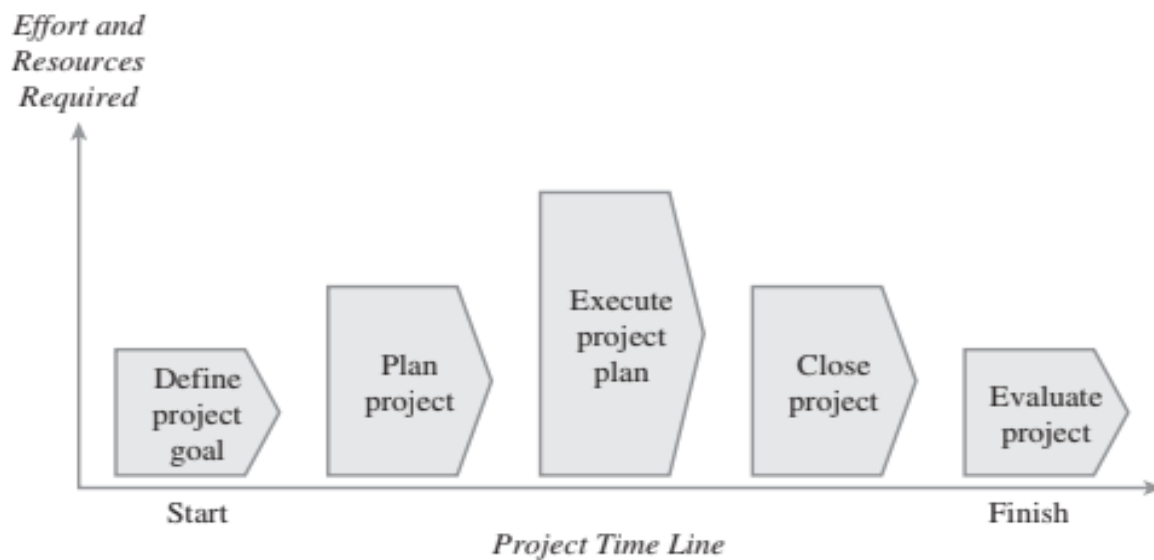 Effort and
Resources
Required
Define
project
goal
Plan
project
Execute
project
plan
Close
project
Evaluate
project
Start
Finish
Project Time Line